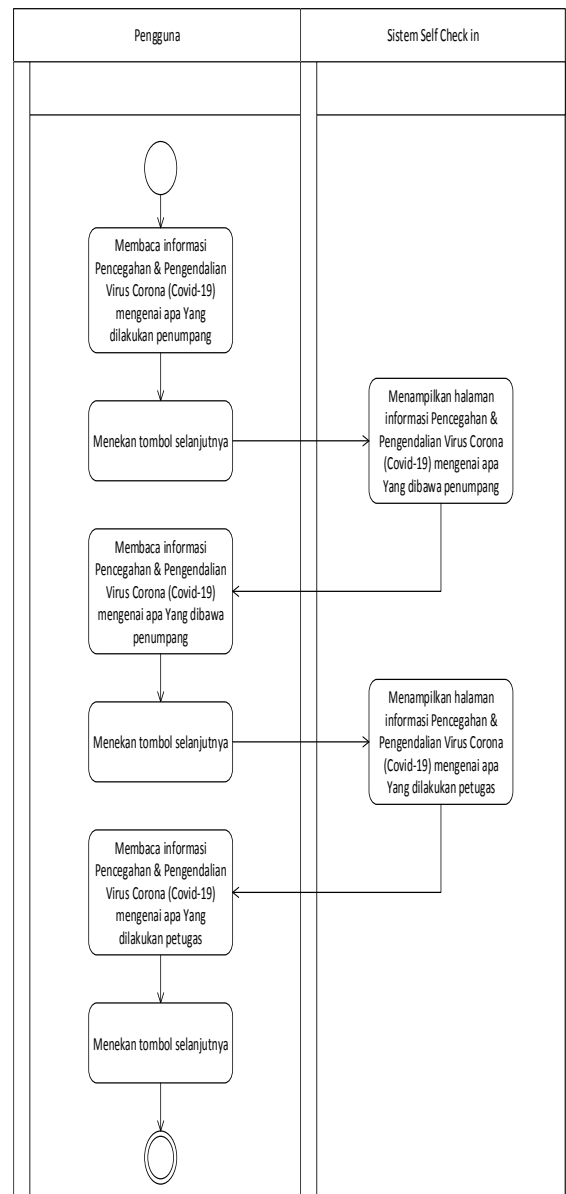 Pengguna
Sistem Self Check in
Membaca informasi
Pencegahan & Pengendalian
Virus Corona (Covid-19)
mengenai apa Yang
dilakukan penumpang
Menekan tombol selanjutnya
Menampilkan halaman
informasi Pencegahan &
Pengendalian Virus Corona
(Covid-19) mengenai apa
Yang dibawa penumpang
Membaca informasi
Pencegahan & Pengendalian
Virus Corona (Covid-19)
mengenai apa Yang dibawa
penumpang
Menekan tombol selanjutnya
Menampilkan halaman
informasi Pencegahan &
Pengendalian Virus Corona
(Covid-19) mengenai apa
Yang dilakukan petugas
Membaca informasi
Pencegahan & Pengendalian
Virus Corona (Covid-19)
mengenai apa Yang
dilakukan petugas
Menekan tombol selanjutnya